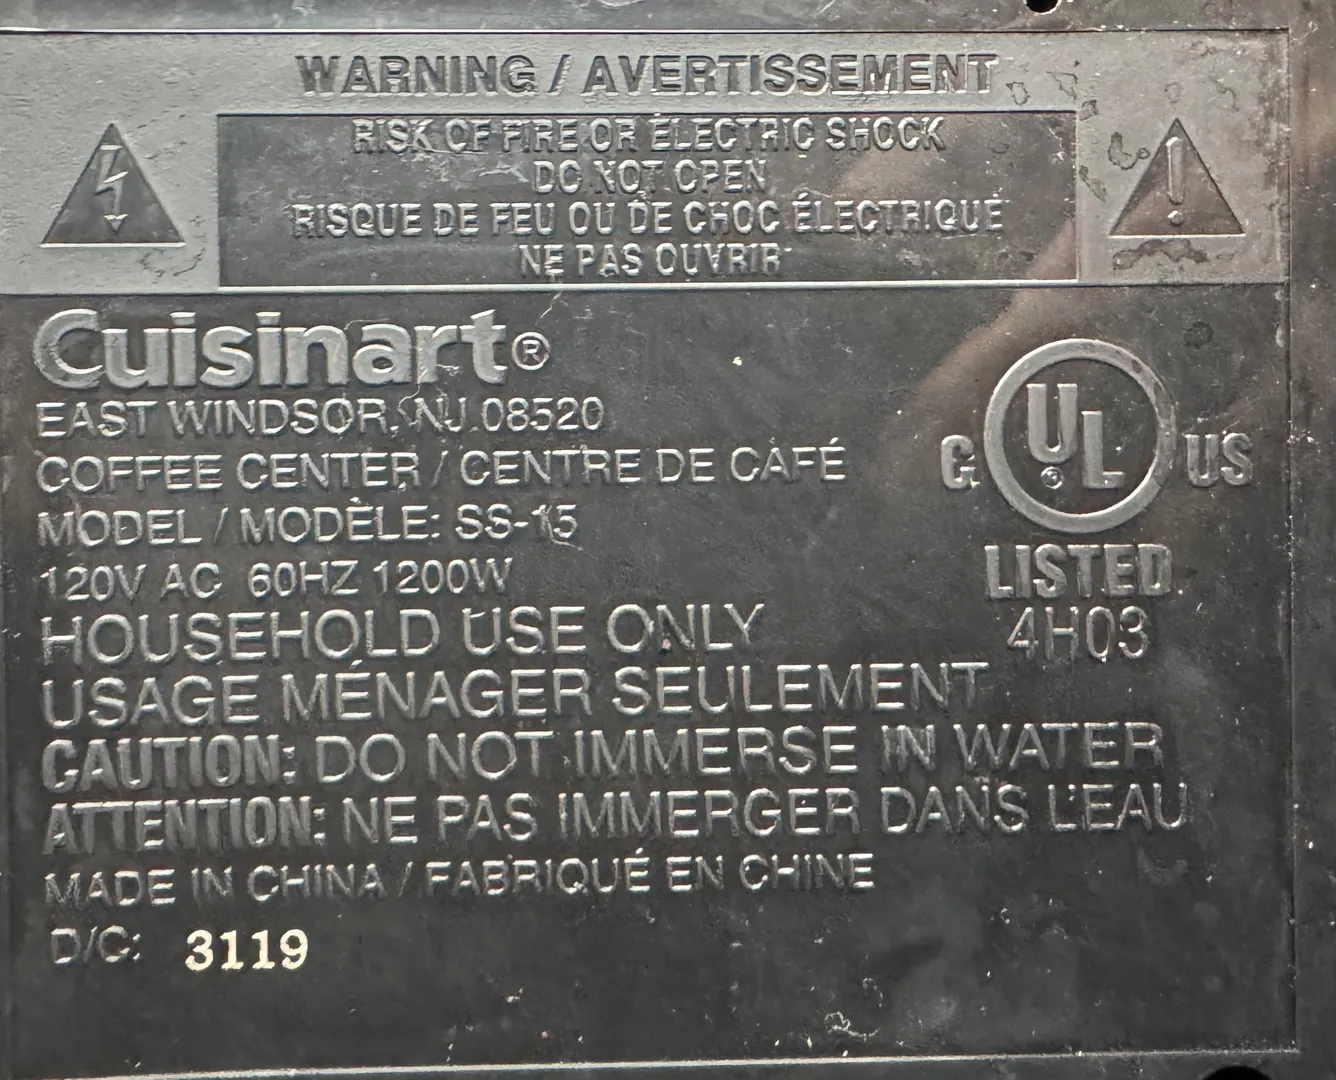 WARNING / AVERTISSEMENT
RISK OF FIRE OR ELECTRIC SHOCK
DO NOT OPEN
RISQUE DE FEU OU DE CHOC ÉLECTRIQUE
NE PAS OUVRIR
Cuisinart®
EAST WINDSOR, NJ 08520
COFFEE CENTER / CENTRE DE CAFÉ
MODEL / MODÈLE: SS-15
120V AC 60HZ 1200W
HOUSEHOLD USE ONLY
USAGE MÉNAGER SEULEMENT
CAUTION: DO NOT IMMERSE IN WATER
ATTENTION: NE PAS IMMERGER DANS L'EAU
MADE IN CHINA / FABRIQUÉ EN CHINE
D/C: 3119
C UL® US
LISTED
4H03